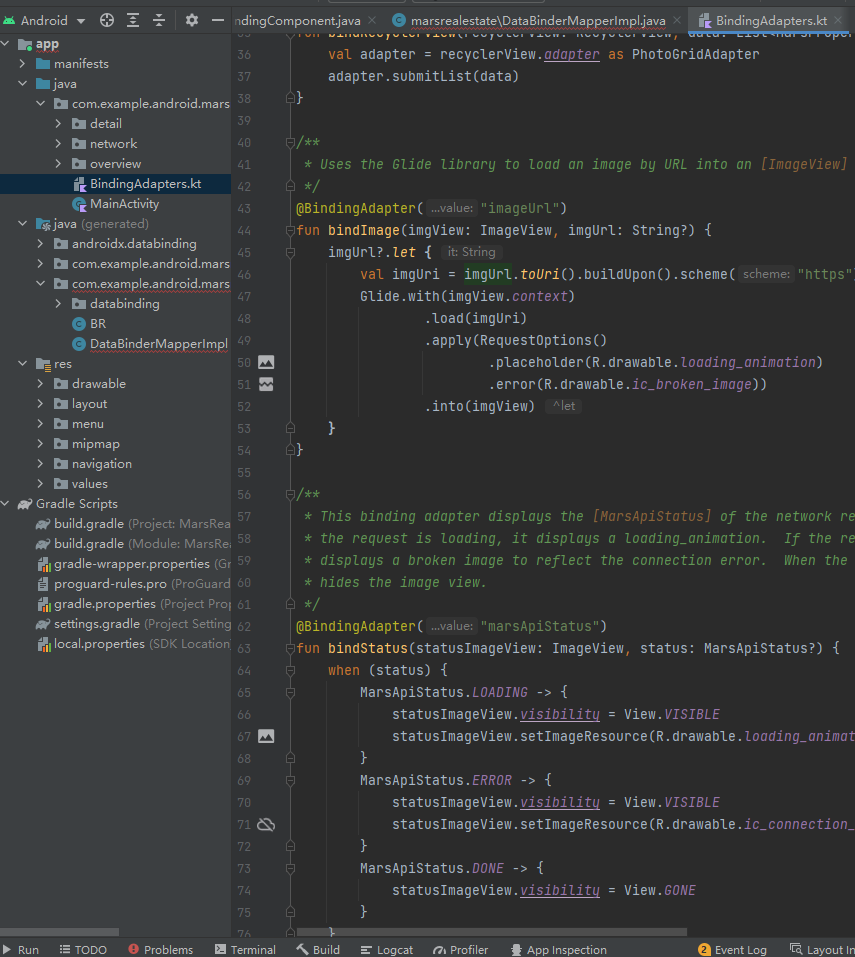 Android
ndingComponent.java
marsrealestate\DataBinderMapperImpl.java
BindingAdapters.kt
app
manifests
java
com.example.android.mars
detail
network
overview
BindingAdapters.kt
MainActivity
java (generated)
androidx.databinding
com.example.android.mars
com.example.android.mars
databinding
BR
DataBinderMapperImpl
res
drawable
layout
menu
mipmap
navigation
values
Gradle Scripts
build.gradle (Project: MarsRea
build.gradle (Module: MarsRea
gradle-wrapper.properties (Gr
proguard-rules.pro (ProGuard
gradle.properties (Project Prop
settings.gradle (Project Setting
local.properties (SDK Location)
35 fun bindRecyclerView(recyclerView: RecyclerView, data: List<MarsProper
36 val adapter = recyclerView.adapter as PhotoGridAdapter
37 adapter.submitList(data)
38 }
39
40 /**
41 * Uses the Glide library to load an image by URL into an [ImageView]
42 */
43 @BindingAdapter( ...value: "imageUrl")
44 fun bindImage(imgView: ImageView, imgUrl: String?) {
45 imgUrl?.let { it: String
46 val imgUri = imgUrl.toUri().buildUpon().scheme( scheme: "https"
47 Glide.with(imgView.context)
48 .load(imgUri)
49 .apply(RequestOptions()
50 .placeholder(R.drawable.loading_animation)
51 .error(R.drawable.ic_broken_image))
52 .into(imgView) ^let
53 }
54 }
55
56 /**
57 * This binding adapter displays the [MarsApiStatus] of the network re
58 * the request is loading, it displays a loading_animation.  If the re
59 * displays a broken image to reflect the connection error.  When the
60 * hides the image view.
61 */
62 @BindingAdapter( ...value: "marsApiStatus")
63 fun bindStatus(statusImageView: ImageView, status: MarsApiStatus?) {
64 when (status) {
65 MarsApiStatus.LOADING -> {
66 statusImageView.visibility = View.VISIBLE
67 statusImageView.setImageResource(R.drawable.loading_animat
68 }
69 MarsApiStatus.ERROR -> {
70 statusImageView.visibility = View.VISIBLE
71 statusImageView.setImageResource(R.drawable.ic_connection_
72 }
73 MarsApiStatus.DONE -> {
74 statusImageView.visibility = View.GONE
75 }
76 }
Run
TODO
Problems
Terminal
Build
Logcat
Profiler
App Inspection
2 Event Log
Layout In